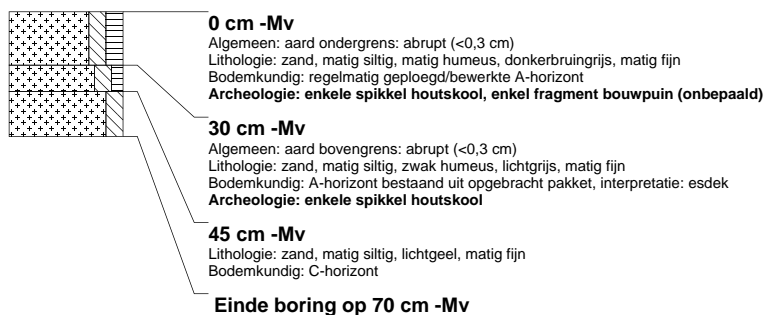 0 cm -Mv
Algemeen: aard ondergrens: abrupt (<0,3 cm)
Lithologie: zand, matig siltig, matig humeus, donkerbruingrijs, matig fijn
Bodemkundig: regelmatig geploegd/bewerkte A-horizont
Archeologie: enkele spikkel houtskool, enkel fragment bouwpuin (onbepaald)
30 cm -Mv
Algemeen: aard bovengrens: abrupt (<0,3 cm)
Lithologie: zand, matig siltig, zwak humeus, lichtgrijs, matig fijn
Bodemkundig: A-horizont bestaand uit opgebracht pakket, interpretatie: esdek
Archeologie: enkele spikkel houtskool
45 cm -Mv
Lithologie: zand, matig siltig, lichtgeel, matig fijn
Bodemkundig: C-horizont
Einde boring op 70 cm -Mv